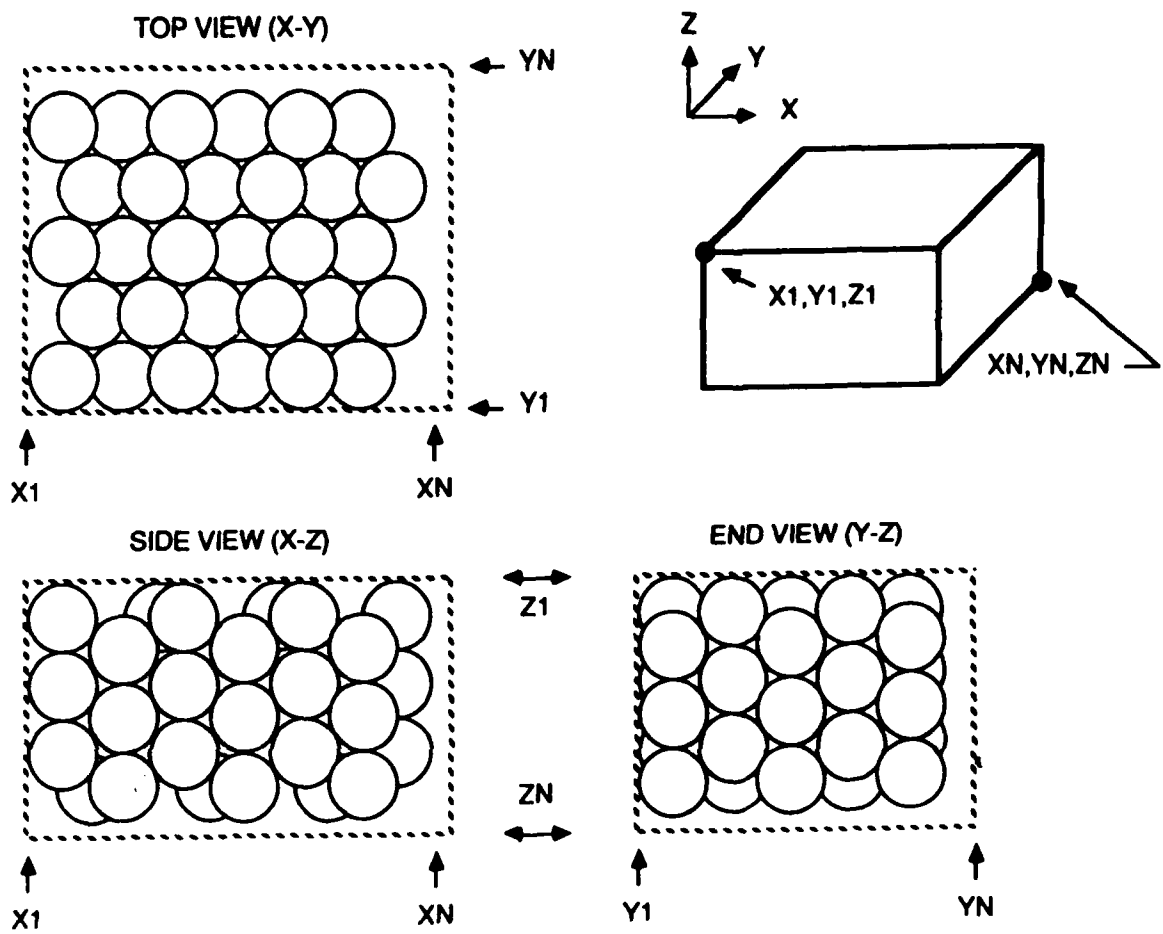 TOP VIEW (X-Y)
YN
Y1
X1
XN
Z
Y
X
X1,Y1,Z1
XN,YN,ZN
SIDE VIEW (X-Z)
Z1
ZN
X1
XN
END VIEW (Y-Z)
Y1
YN